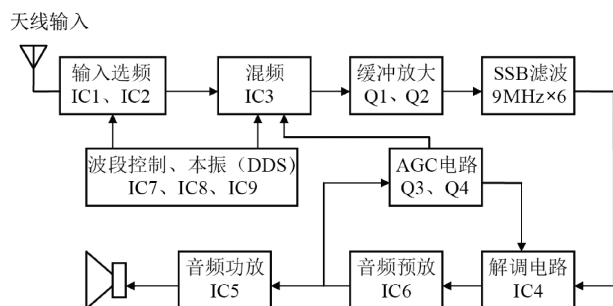 天线输入
输入选频
IC1、IC2
混频
IC3
缓冲放大
Q1、Q2
SSB滤波
9MHz×6
波段控制、本振（DDS）
IC7、IC8、IC9
AGC电路
Q3、Q4
音频功放
IC5
音频预放
IC6
解调电路
IC4